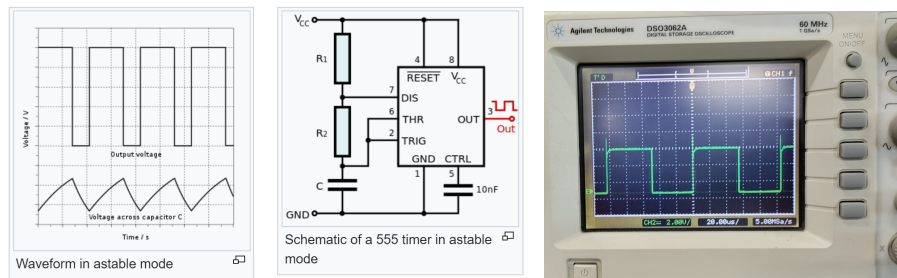 Voltage / V
Output voltage
Voltage across capacitor C
Time / s
Waveform in astable mode
VCC
R1
R2
C
GND
4
8
RESET
VCC
7
DIS
6
THR
2
TRIG
OUT
3
Out
GND
CTRL
1
5
10nF
Schematic of a 555 timer in astable
mode
Agilent Technologies
DSO3062A
DIGITAL STORAGE OSCILLOSCOPE
60 MHz
1 GSa/s
MENU
ON/OFF
T'D
CH1
CH2= 2.00V/
20.00us/
5.00MSa/s